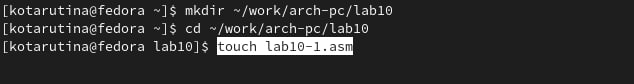 [kotarutina@fedora ~]$ mkdir ~/work/arch-pc/lab10
[kotarutina@fedora ~]$ cd ~/work/arch-pc/lab10
[kotarutina@fedora lab10]$ touch lab10-1.asm